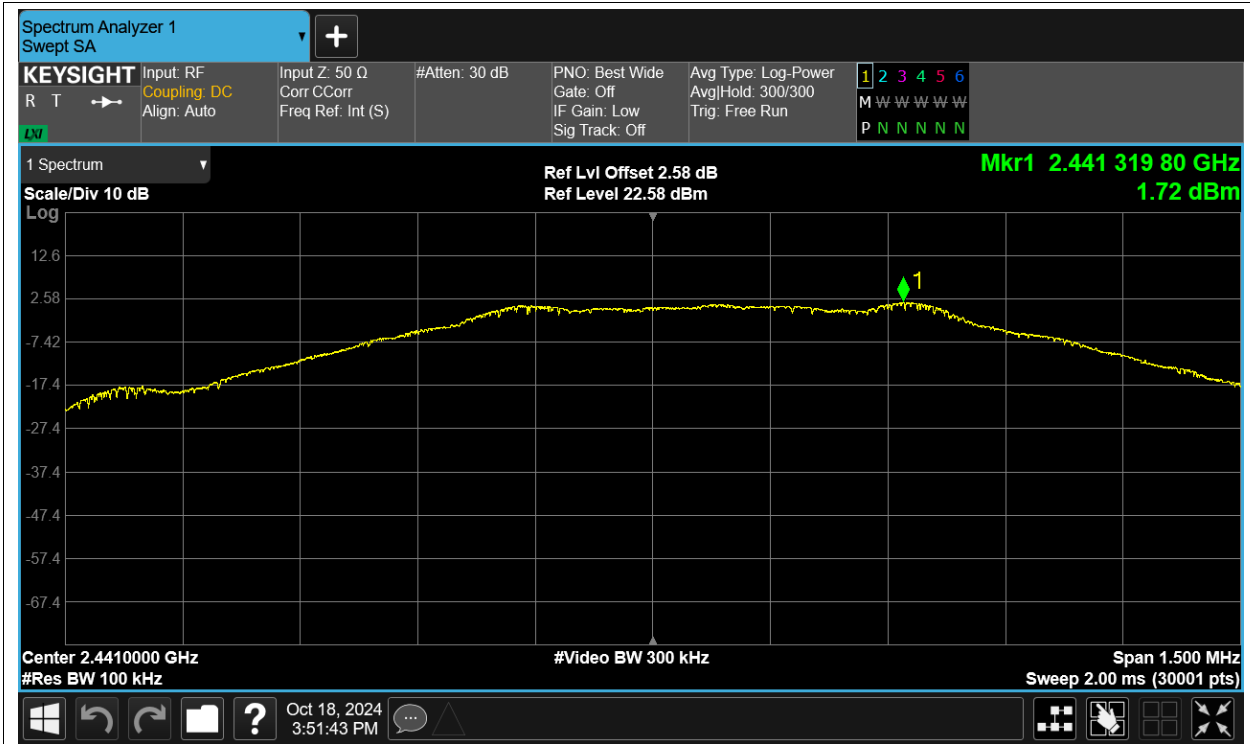 Spectrum Analyzer 1
Swept SA
KEYSIGHT
R T
LXI
Input: RF
Coupling: DC
Align: Auto
Input Z: 50 Ω
Corr CCorr
Freq Ref: Int (S)
#Atten: 30 dB
PNO: Best Wide
Gate: Off
IF Gain: Low
Sig Track: Off
Avg Type: Log-Power
Avg|Hold: 300/300
Trig: Free Run
1 2 3 4 5 6
M W W W W W
P N N N N N
1 Spectrum
Scale/Div 10 dB
Log
Ref Lvl Offset 2.58 dB
Ref Level 22.58 dBm
Mkr1 2.441 319 80 GHz
1.72 dBm
12.6
2.58
-7.42
-17.4
-27.4
-37.4
-47.4
-57.4
-67.4
1
Center 2.4410000 GHz
#Res BW 100 kHz
#Video BW 300 kHz
Span 1.500 MHz
Sweep 2.00 ms (30001 pts)
?
Oct 18, 2024
3:51:43 PM